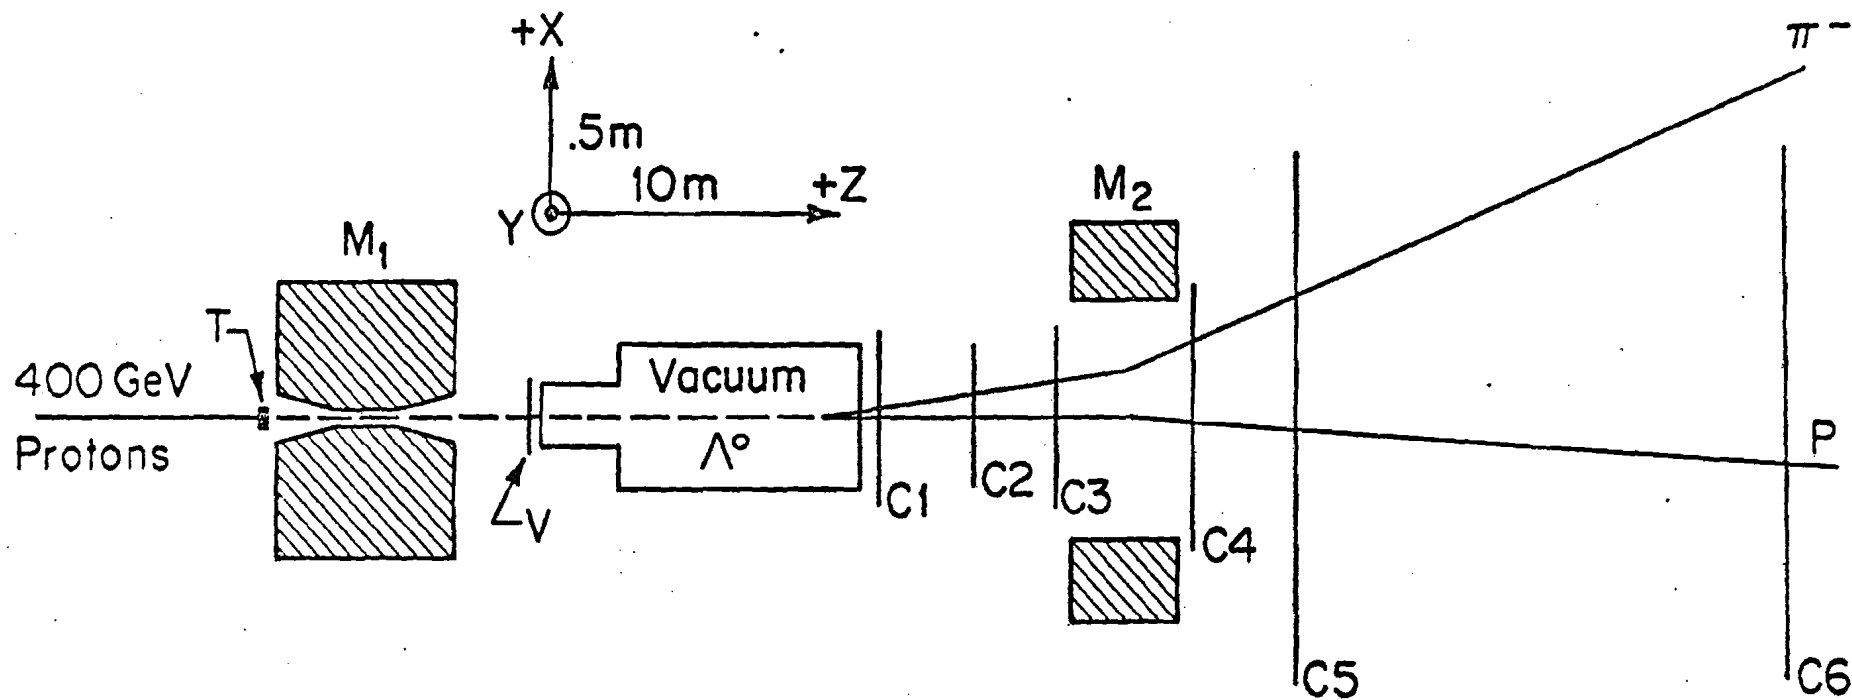 +X
.5m
10m
+Z
Y
M1
M2
T
400 GeV
Protons
V
Vacuum
Λ°
C1
C2
C3
C4
C5
C6
π⁻
P